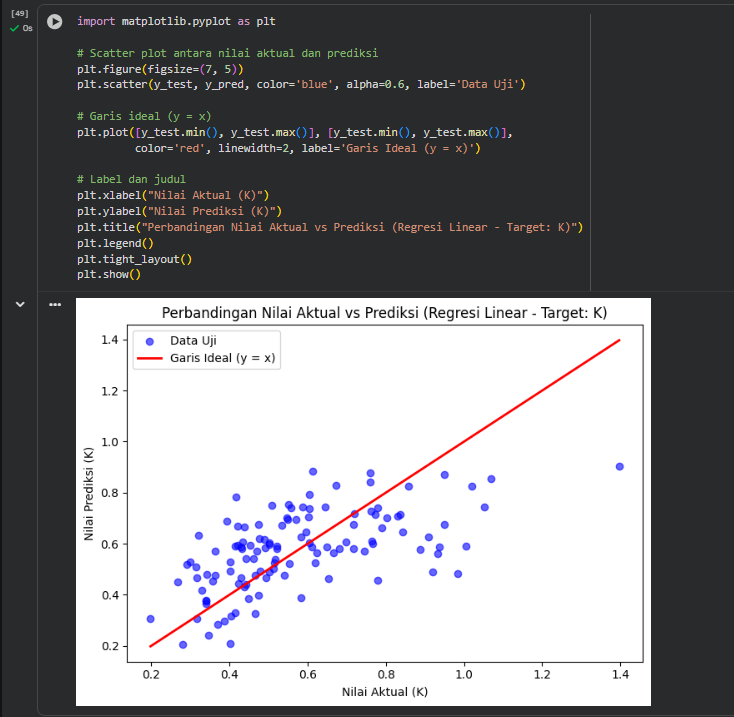 [49]
0s
import matplotlib.pyplot as plt
# Scatter plot antara nilai aktual dan prediksi
plt.figure(figsize=(7, 5))
plt.scatter(y_test, y_pred, color='blue', alpha=0.6, label='Data Uji')
# Garis ideal (y = x)
plt.plot([y_test.min(), y_test.max()], [y_test.min(), y_test.max()],
color='red', linewidth=2, label='Garis Ideal (y = x)')
# Label dan judul
plt.xlabel("Nilai Aktual (K)")
plt.ylabel("Nilai Prediksi (K)")
plt.title("Perbandingan Nilai Aktual vs Prediksi (Regresi Linear - Target: K)")
plt.legend()
plt.tight_layout()
plt.show()
Perbandingan Nilai Aktual vs Prediksi (Regresi Linear - Target: K)
Data Uji
Garis Ideal (y = x)
Nilai Prediksi (K)
1.4
1.2
1.0
0.8
0.6
0.4
0.2
0.2 0.4 0.6 0.8 1.0 1.2 1.4
Nilai Aktual (K)